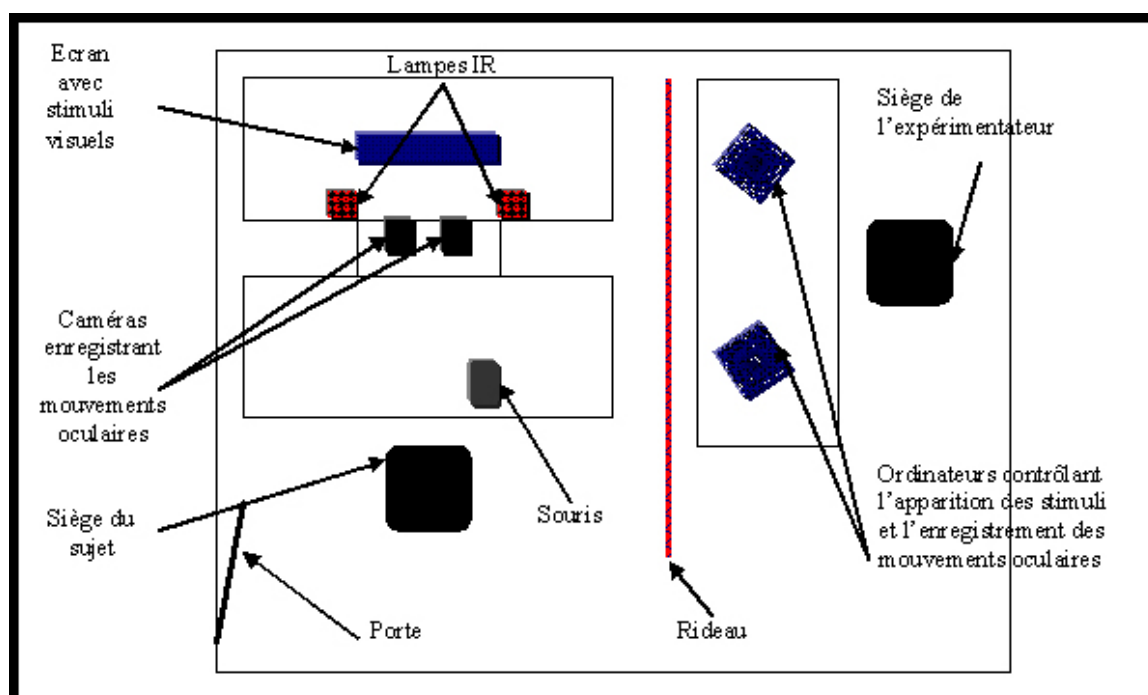 Ecran
avec
stimuli
visuels
Lampes IR
Siège de
l'expérimentateur
Caméras
enregistrant
les
mouvements
oculaires
Siège du
sujet
Souris
Ordinateurs contrôlant
l'apparition des stimuli
et l'enregistrement des
mouvements oculaires
Porte
Rideau